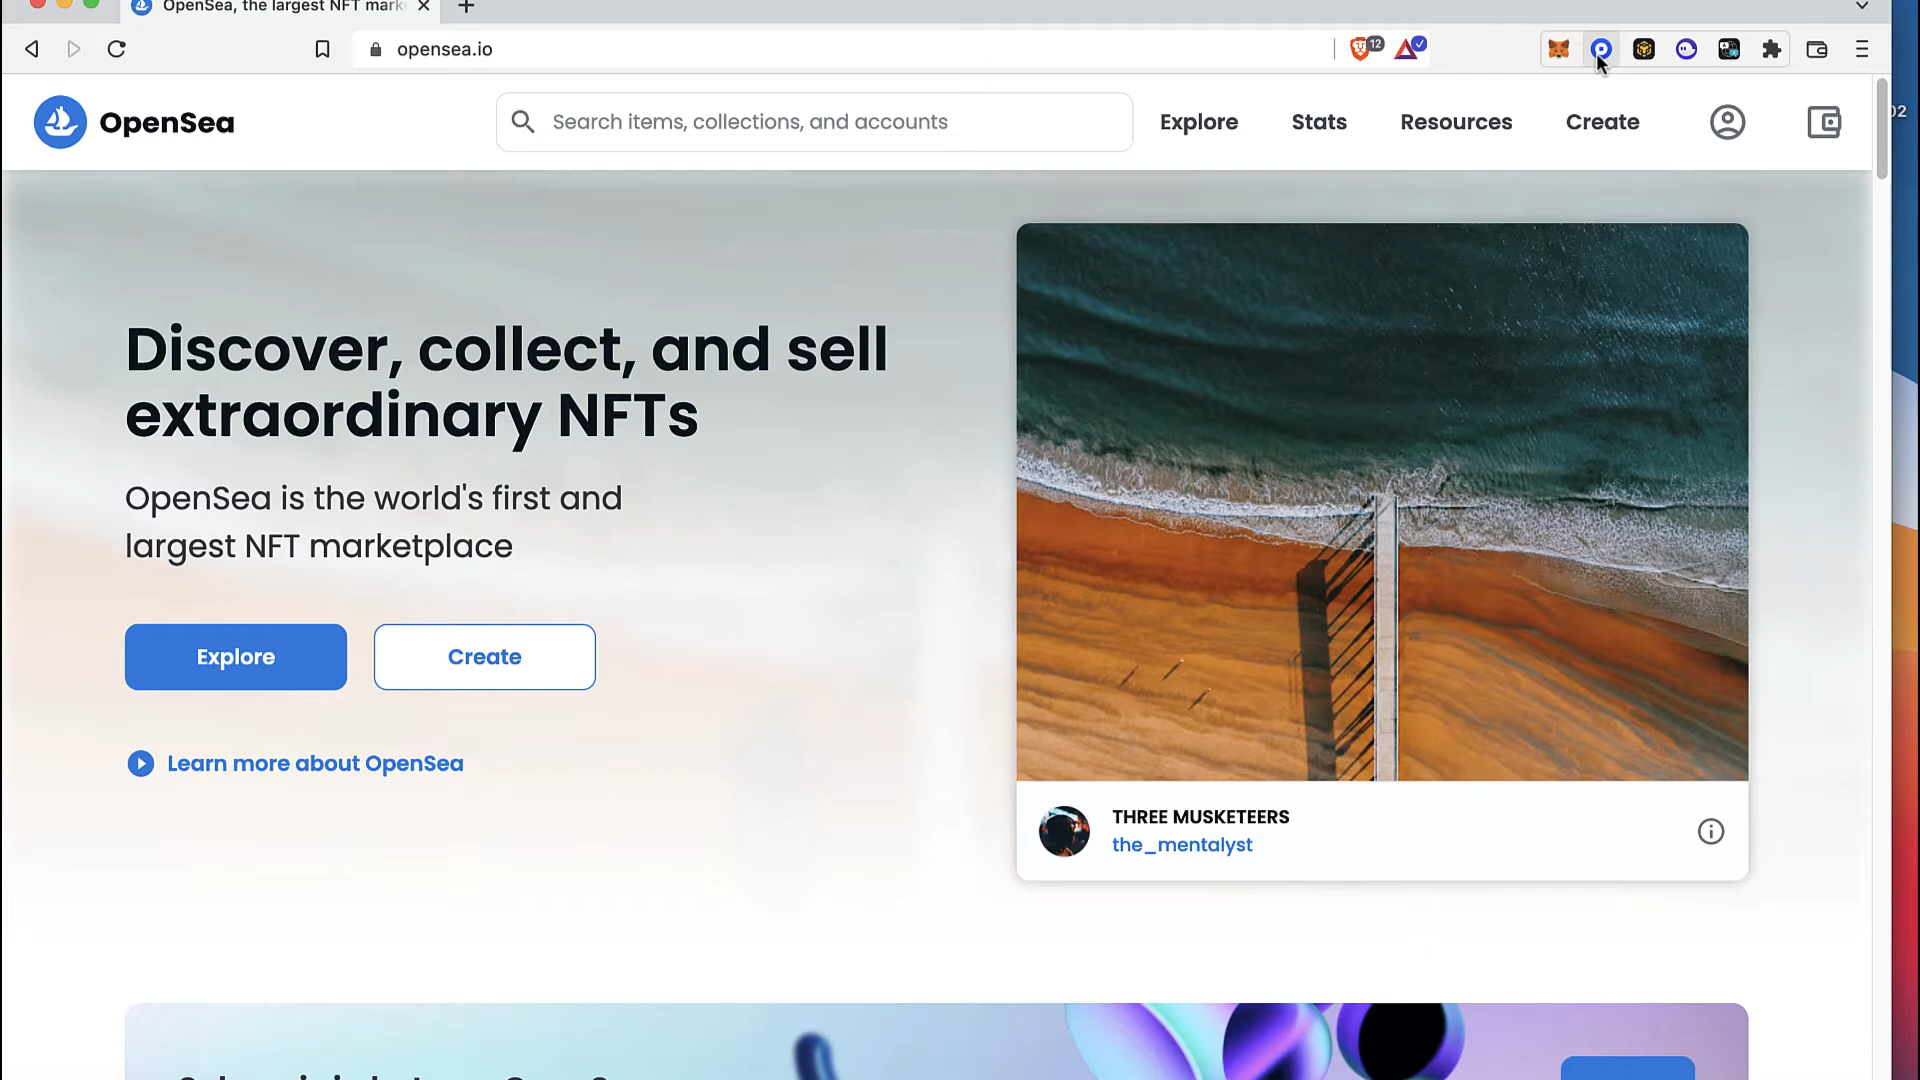 OpenSea, the largest NFT mark
opensea.io
12
02
OpenSea
Search items, collections, and accounts
Explore
Stats
Resources
Create
Discover, collect, and sell
extraordinary NFTs
OpenSea is the world's first and
largest NFT marketplace
Explore
Create
Learn more about OpenSea
THREE MUSKETEERS
the_mentalyst